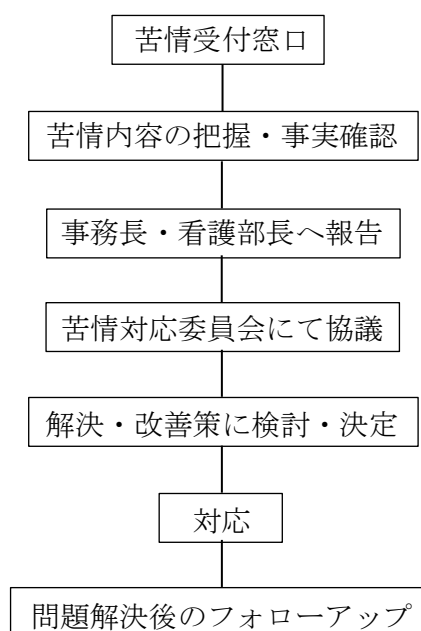 苦情受付窓口
苦情内容の把握・事実確認
事務長・看護部長へ報告
苦情対応委員会にて協議
解決・改善策に検討・決定
対応
問題解決後のフォローアップ